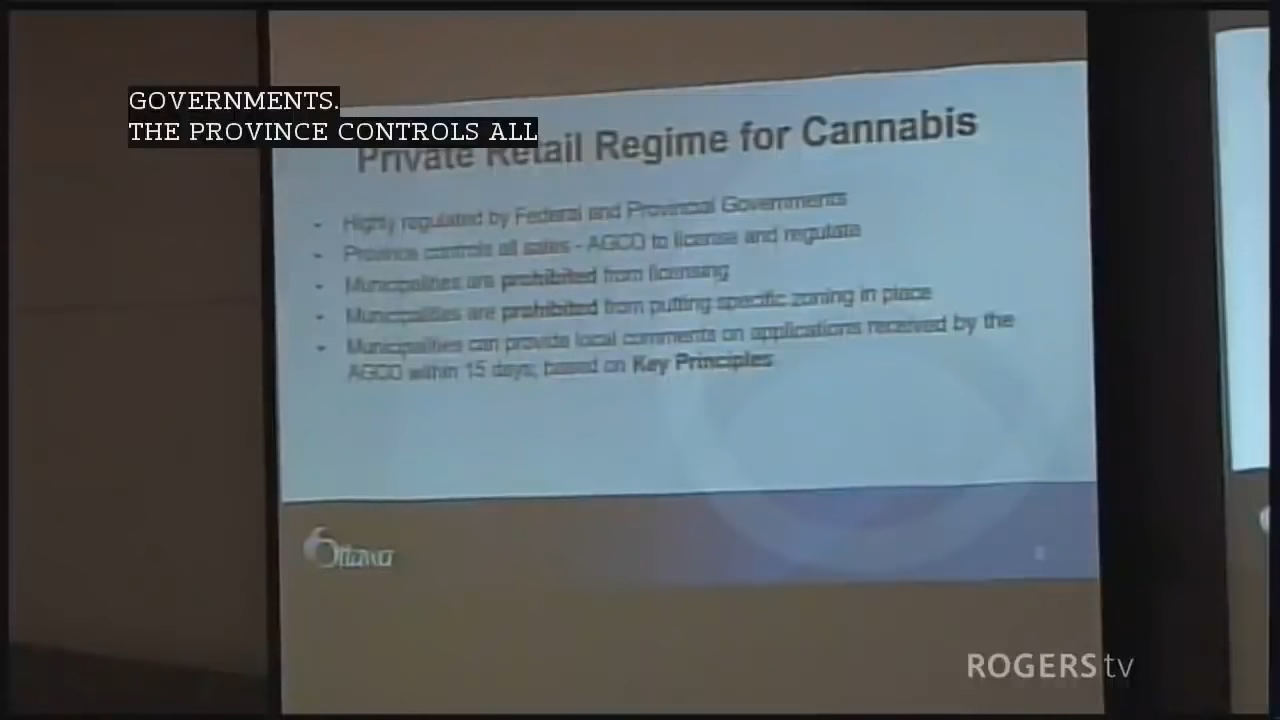 GOVERNMENTS.
THE PROVINCE CONTROLS ALL
Private Retail Regime for Cannabis
- Highly regulated by Federal and Provincial Governments
- Province controls all sales - AGCO to license and regulate
- Municipalities are prohibited from licensing
- Municipalities are prohibited from putting specific zoning in place
- Municipalities can provide local comments on applications received by the
AGCO within 15 days, based on Key Principles
Ottawa
ROGERS tv